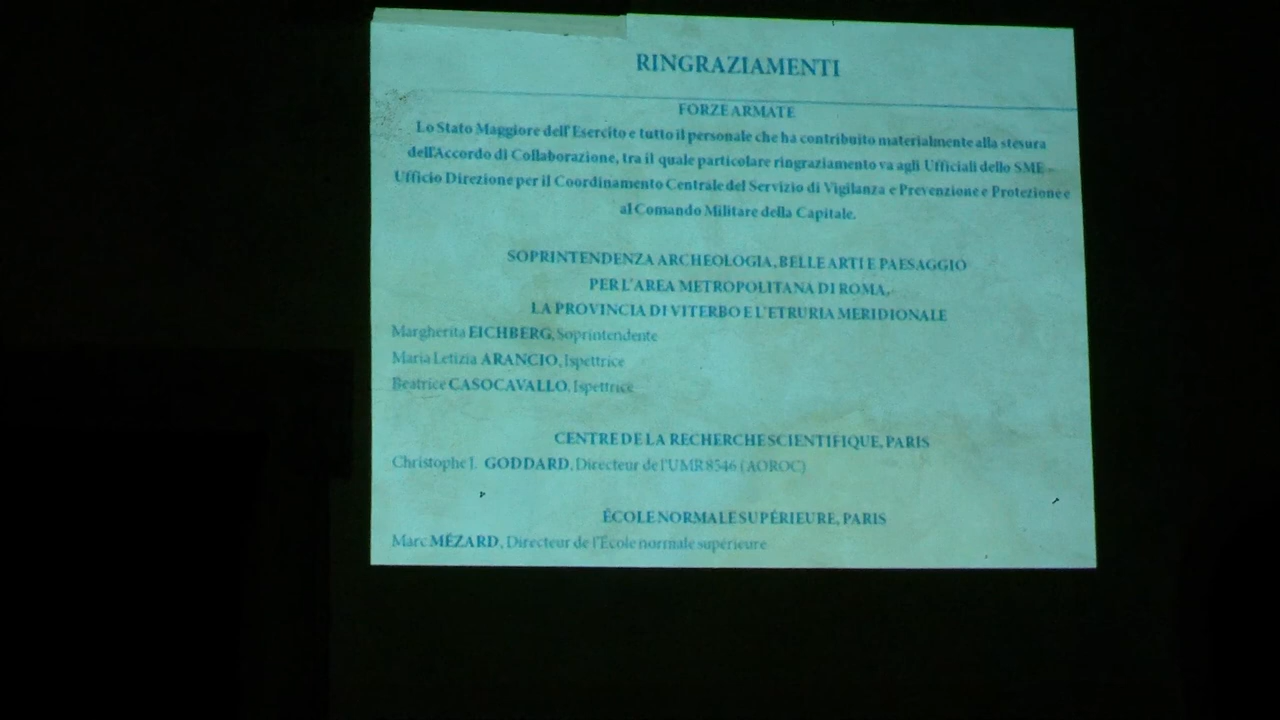 RINGRAZIAMENTI
FORZE ARMATE
Lo Stato Maggiore dell'Esercito e tutto il personale che ha contribuito materialmente alla stesura
dell'Accordo di Collaborazione, tra il quale particolare ringraziamento va agli Ufficiali dello SME –
Ufficio Direzione per il Coordinamento Centrale del Servizio di Vigilanza e Prevenzione e Protezione e
al Comando Militare della Capitale.
SOPRINTENDENZA ARCHEOLOGIA, BELLE ARTI E PAESAGGIO
PER L'AREA METROPOLITANA DI ROMA,
LA PROVINCIA DI VITERBO E L'ETRURIA MERIDIONALE
Margherita EICHBERG, Soprintendente
Maria Letizia ARANCIO, Ispettrice
Beatrice CASOCAVALLO, Ispettrice
CENTRE DE LA RECHERCHE SCIENTIFIQUE, PARIS
Christophe J. GODDARD, Directeur de l'UMR 8546 (AOROC)
ÉCOLE NORMALE SUPÉRIEURE, PARIS
Marc MÉZARD, Directeur de l'École normale supérieure